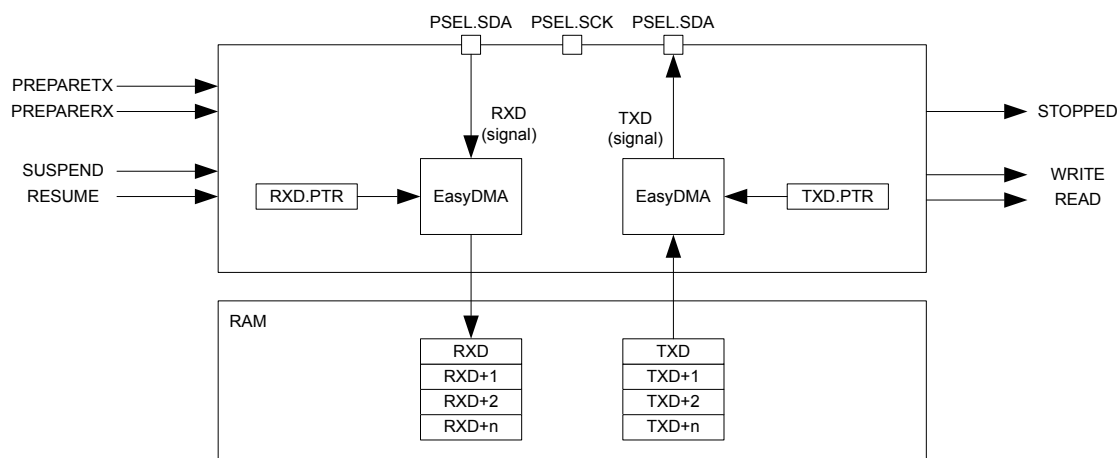 PSEL.SDA PSEL.SCK PSEL.SDA
PREPARETX
PREPARERX
SUSPEND
RESUME
RXD
(signal)
TXD
(signal)
RXD.PTR
EasyDMA
EasyDMA
TXD.PTR
STOPPED
WRITE
READ
RAM
RXD
RXD+1
RXD+2
RXD+n
TXD
TXD+1
TXD+2
TXD+n